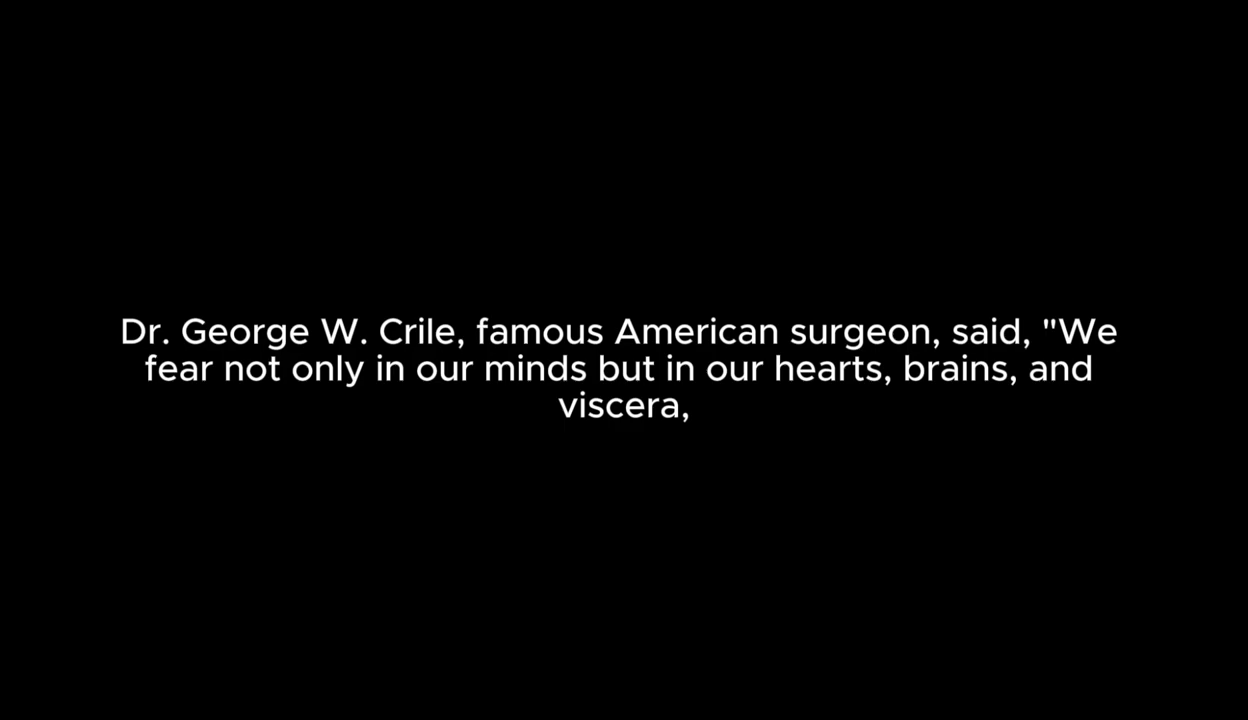 Dr. George W. Crile, famous American surgeon, said, "We
fear not only in our minds but in our hearts, brains, and
viscera,